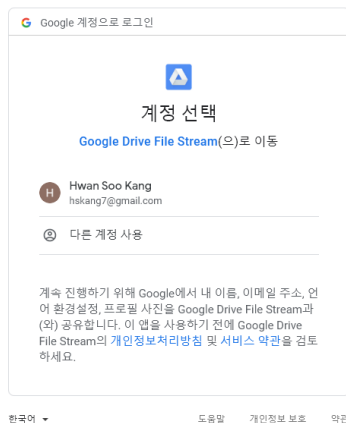 Google 계정으로 로그인
계정 선택
Google Drive File Stream(으)로 이동
H
Hwan Soo Kang
hskang7@gmail.com
다른 계정 사용
계속 진행하기 위해 Google에서 내 이름, 이메일 주소, 언
어 환경설정, 프로필 사진을 Google Drive File Stream과
(와) 공유합니다. 이 앱을 사용하기 전에 Google Drive
File Stream의 개인정보처리방침 및 서비스 약관을 검토
하세요.
한국어 도움말 개인정보 보호 약관